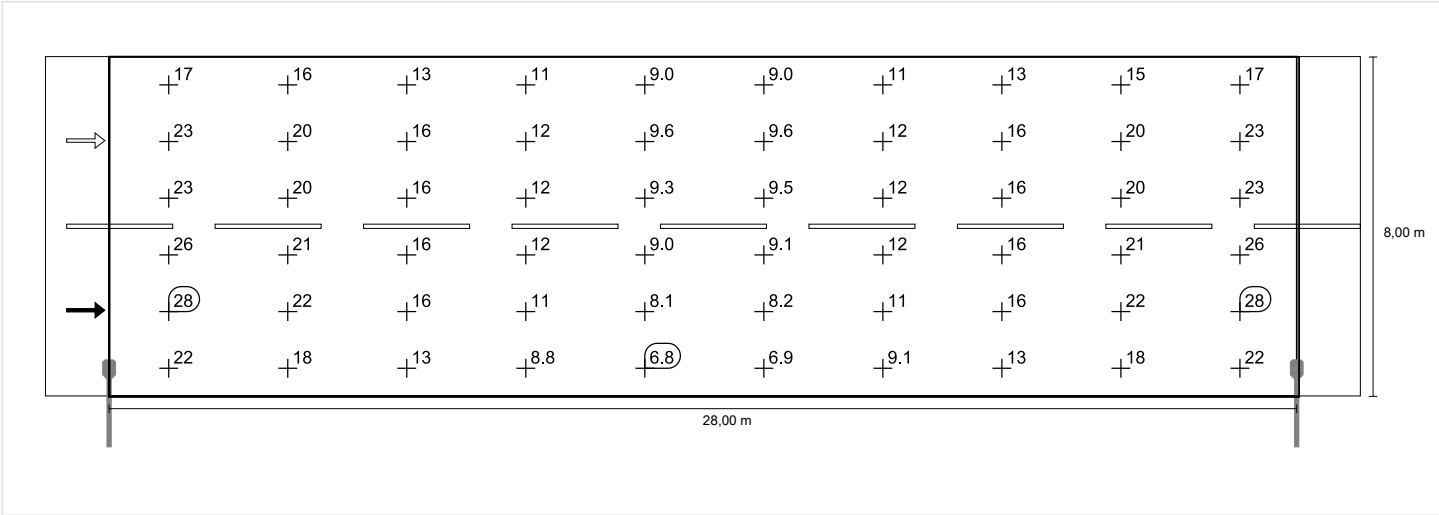 17 16 13 11 9.0 9.0 11 13 15 17
23 20 16 12 9.6 9.6 12 16 20 23
23 20 16 12 9.3 9.5 12 16 20 23
26 21 16 12 9.0 9.1 12 16 21 26
8,00 m
28 22 16 11 8.1 8.2 11 16 22 28
22 18 13 8.8 6.8 6.9 9.1 13 18 22
28,00 m